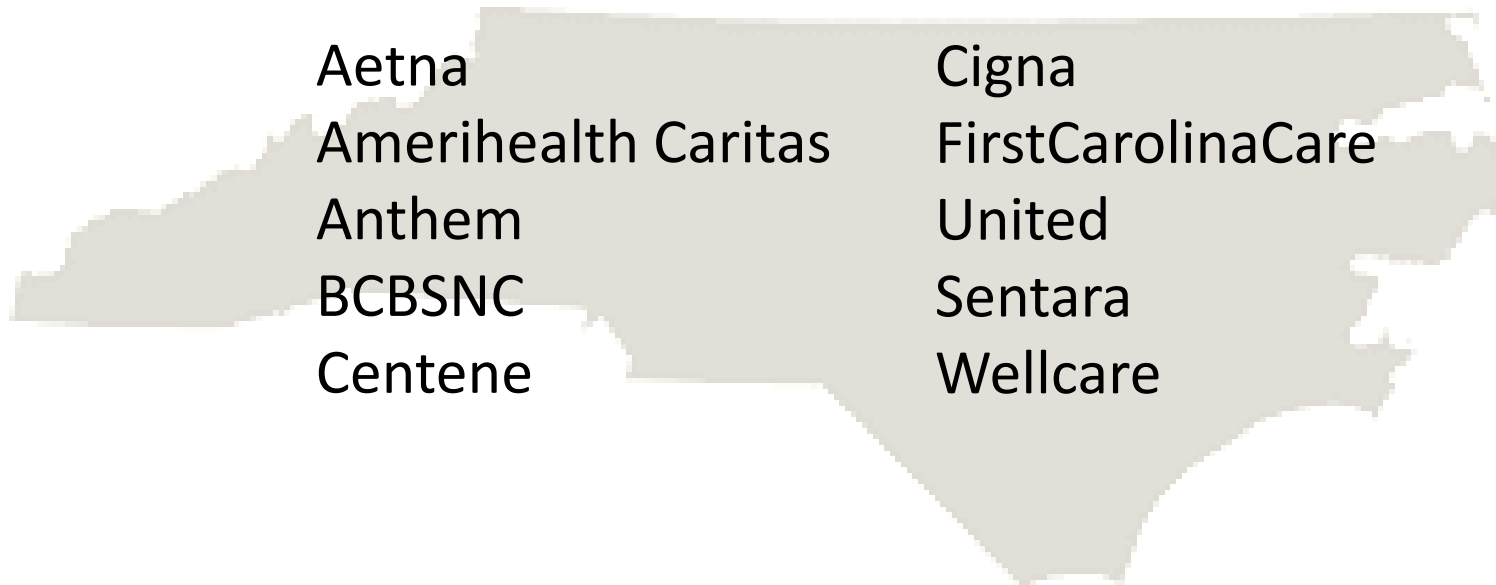 Aetna
Amerihealth Caritas
Anthem
BCBSNC
Centene
Cigna
FirstCarolinaCare
United
Sentara
Wellcare